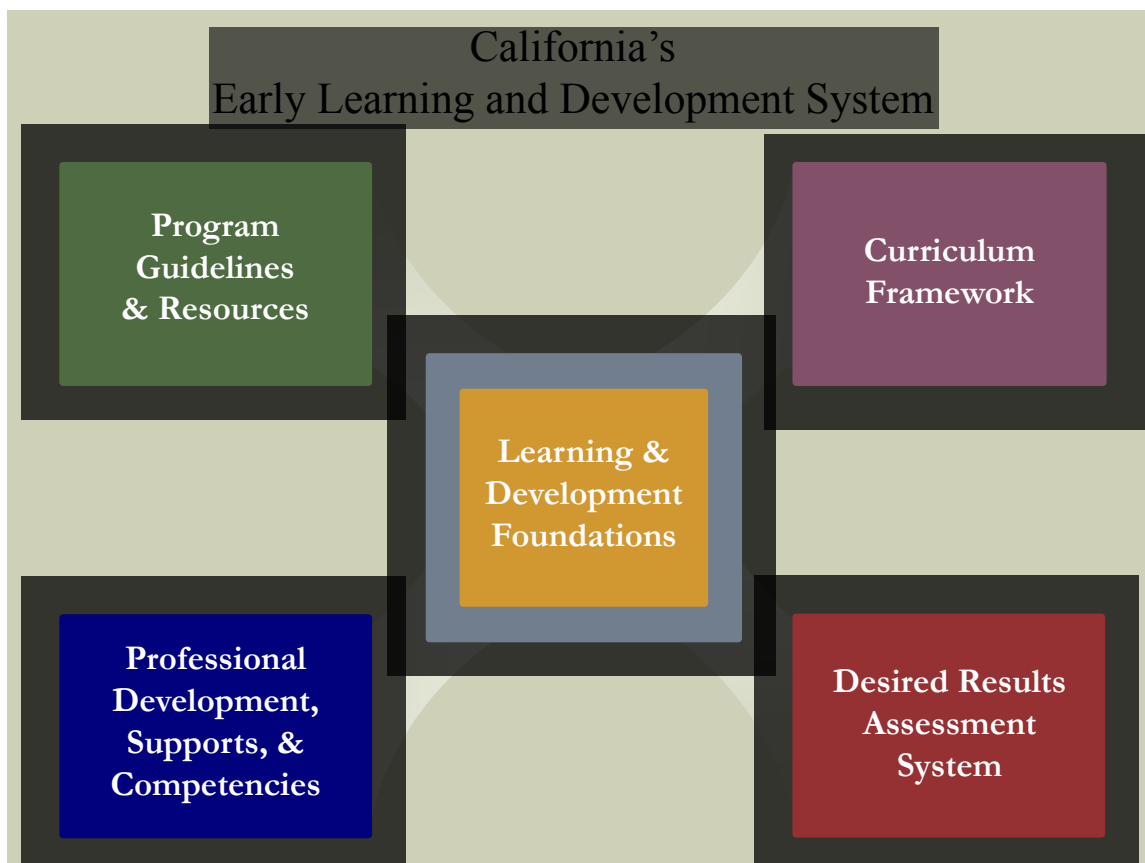 California’s
Early Learning and Development System
Program
Guidelines
& Resources
Curriculum
Framework
Learning &
Development
Foundations
Professional
Development,
Supports, &
Competencies
Desired Results
Assessment
System